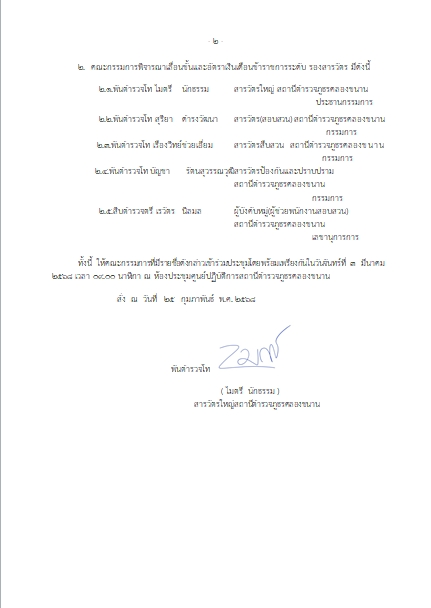 - ๒ -
๒. คณะกรรมการพิจารณาเลื่อนขั้นและอัตราเงินเดือนข้าราชการระดับ รองสารวัตร มีดังนี้
๒.๑.พันตำรวจโท ไมตรี นักธรรม สารวัตรใหญ่ สถานีตำรวจภูธรคลองขนาน
ประธานกรรมการ
๒.๒.พันตำรวจโท สุริยา ดำรงวัฒนา สารวัตร(สอบสวน) สถานีตำรวจภูธรคลองขนาน
กรรมการ
๒.๓.พันตำรวจโท เรืองวิทย์ช่วยเอี่ยม สารวัตรสืบสวน สถานีตำรวจภูธรคลองขนาน
กรรมการ
๒.๔.พันตำรวจโท บัญชา รัตนสุวรรณวุฒิสารวัตรป้องกันและปราบปราม
สถานีตำรวจภูธรคลองขนาน
กรรมการ
๒.๕.สิบตำรวจตรี เรวัตร นิลมล ผู้บังคับหมู่(ผู้ช่วยพนักงานสอบสวน)
สถานีตำรวจภูธรคลองขนาน
เลขานุการการ
ทั้งนี้ ให้คณะกรรมการที่มีรายชื่อดังกล่าวเข้าร่วมประชุมโดยพร้อมเพรียงกันในวันจันทร์ที่ ๓ มีนาคม
๒๕๖๘ เวลา ๐๙.๐๐ นาฬิกา ณ ห้องประชุมศูนย์ปฏิบัติการสถานีตำรวจภูธรคลองขนาน
สั่ง ณ วันที่ ๒๕ กุมภาพันธ์ พ.ศ. ๒๕๖๘
พันตำรวจโท
( ไมตรี นักธรรม )
สารวัตรใหญ่สถานีตำรวจภูธรคลองขนาน